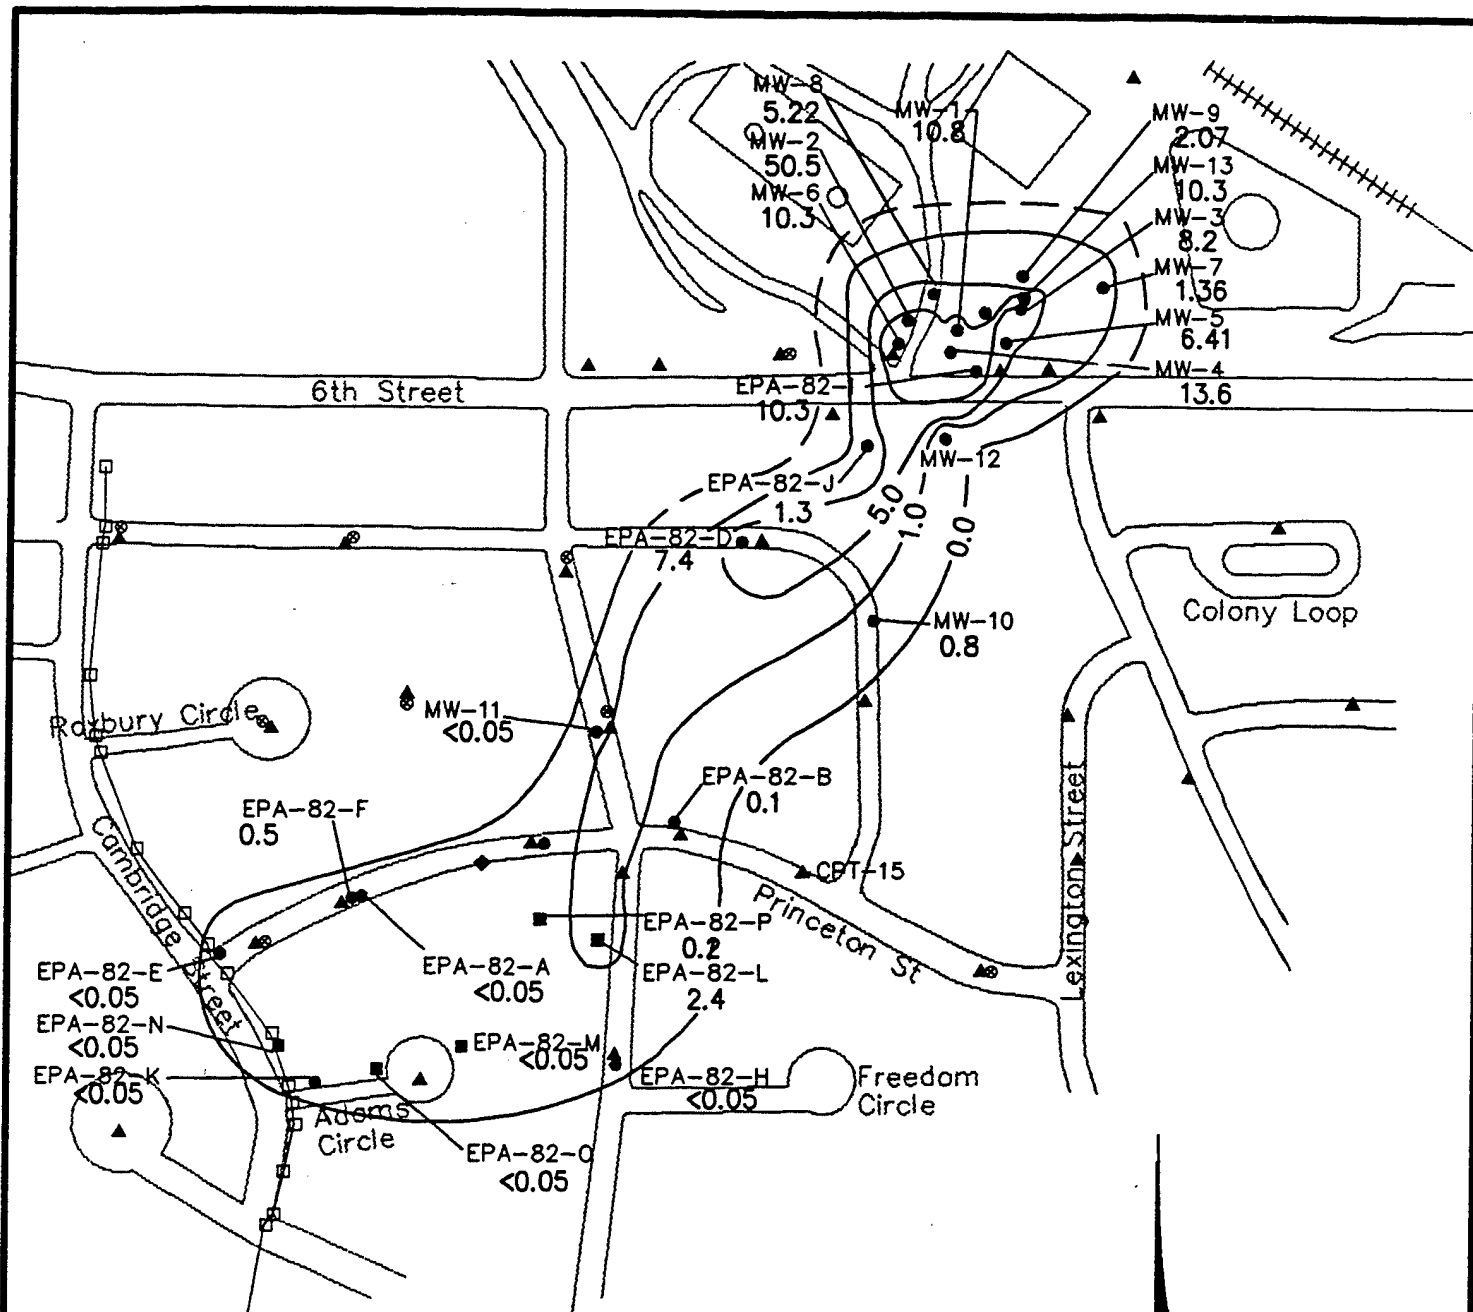 MW-8
5.22
MW-2
50.5
MW-6
10.3
MW-1
10.8
MW-9
2.07
MW-13
10.3
MW-3
8.2
MW-7
1.36
MW-5
6.41
MW-4
13.6
6th Street
EPA-82-I
10.3
MW-12
EPA-82-J
1.3
5.0
1.0
0.0
EPA-82-D
7.4
Colony Loop
MW-10
0.8
Roxbury Circle
MW-11
<0.05
EPA-82-B
0.1
EPA-82-F
0.5
Cambridge Street
CPT-15
Princeton St
Lexington Street
EPA-82-P
0.2
EPA-82-L
2.4
EPA-82-A
<0.05
EPA-82-E
<0.05
EPA-82-N
<0.05
EPA-82-K
<0.05
EPA-82-M
<0.05
EPA-82-H
<0.05
Freedom
Circle
Adams
Circle
EPA-82-O
<0.05